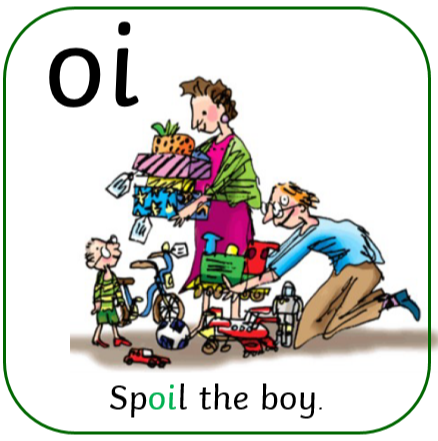 oi
Spoil the boy.